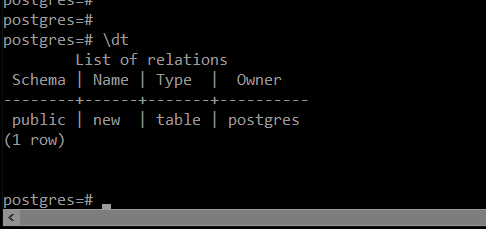 postgres=#
postgres=#
postgres=# \dt
List of relations
Schema | Name | Type | Owner
--------+------+-------+----------
public | new | table | postgres
(1 row)
postgres=#